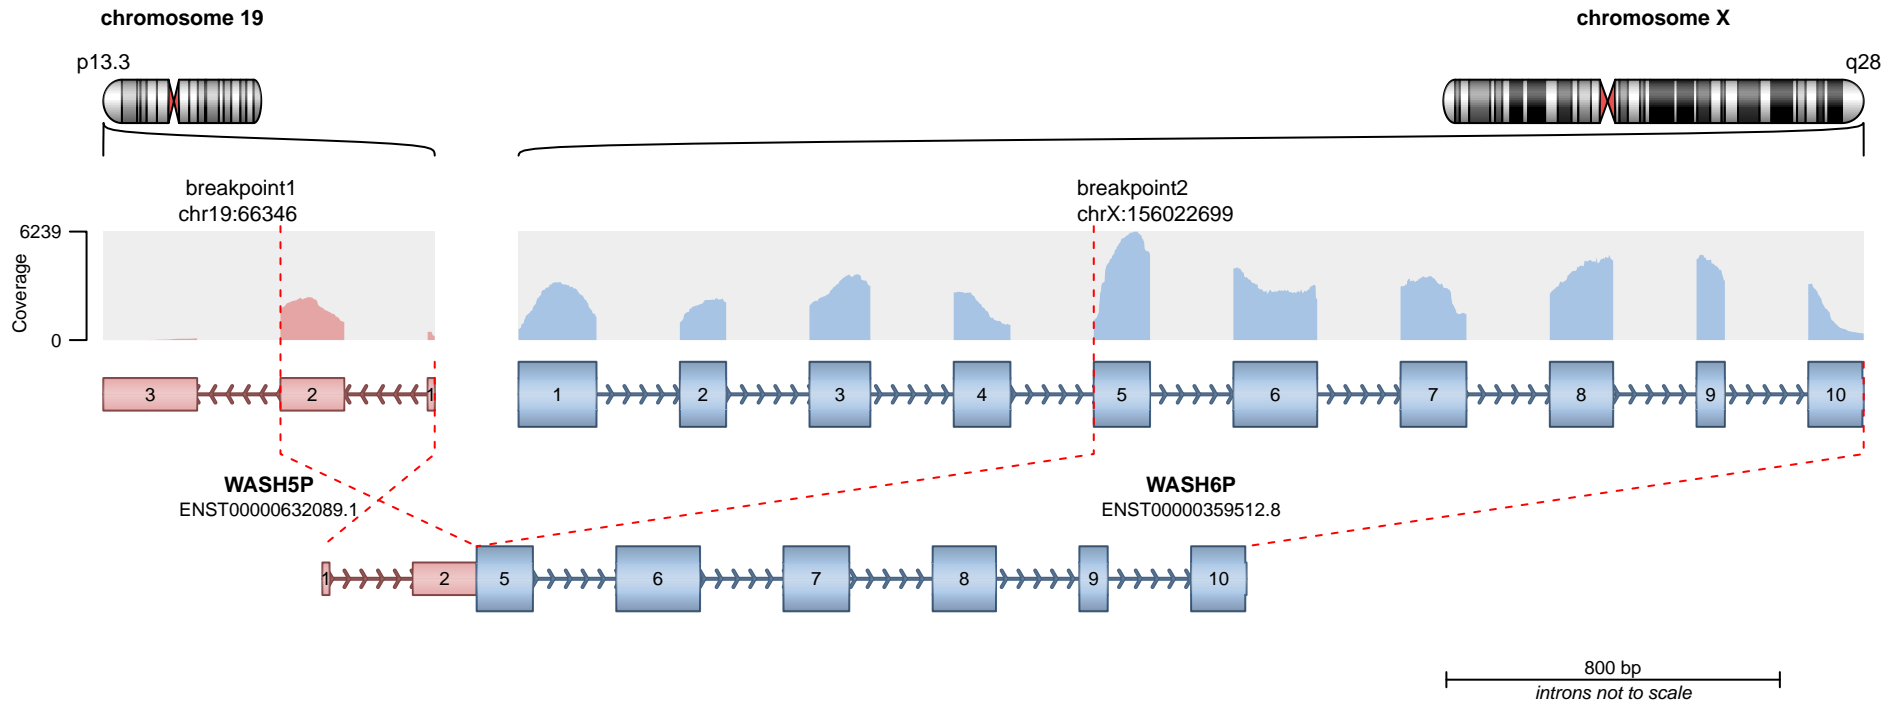 chromosome 19
chromosome X
p13.3
q28
breakpoint1
chr19:66346
breakpoint2
chrX:156022699
6239
Coverage
0
3 2 1
1 2 3 4 5 6 7 8 9 10
WASH5P
ENST00000632089.1
WASH6P
ENST00000359512.8
1 2 5 6 7 8 9 10
800 bp
introns not to scale